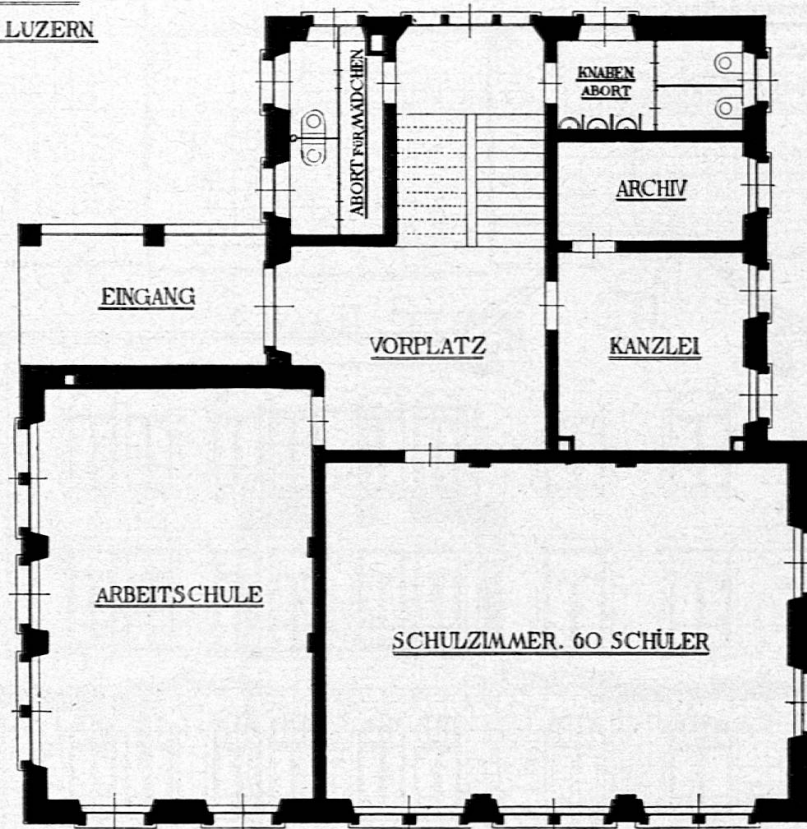 LUZERN
KNABEN
ABORT
ABORT FÜR MÄDCHEN
ARCHIV
EINGANG
VORPLATZ
KANZLEI
ARBEITSCHULE
SCHULZIMMER. 60 SCHÜLER